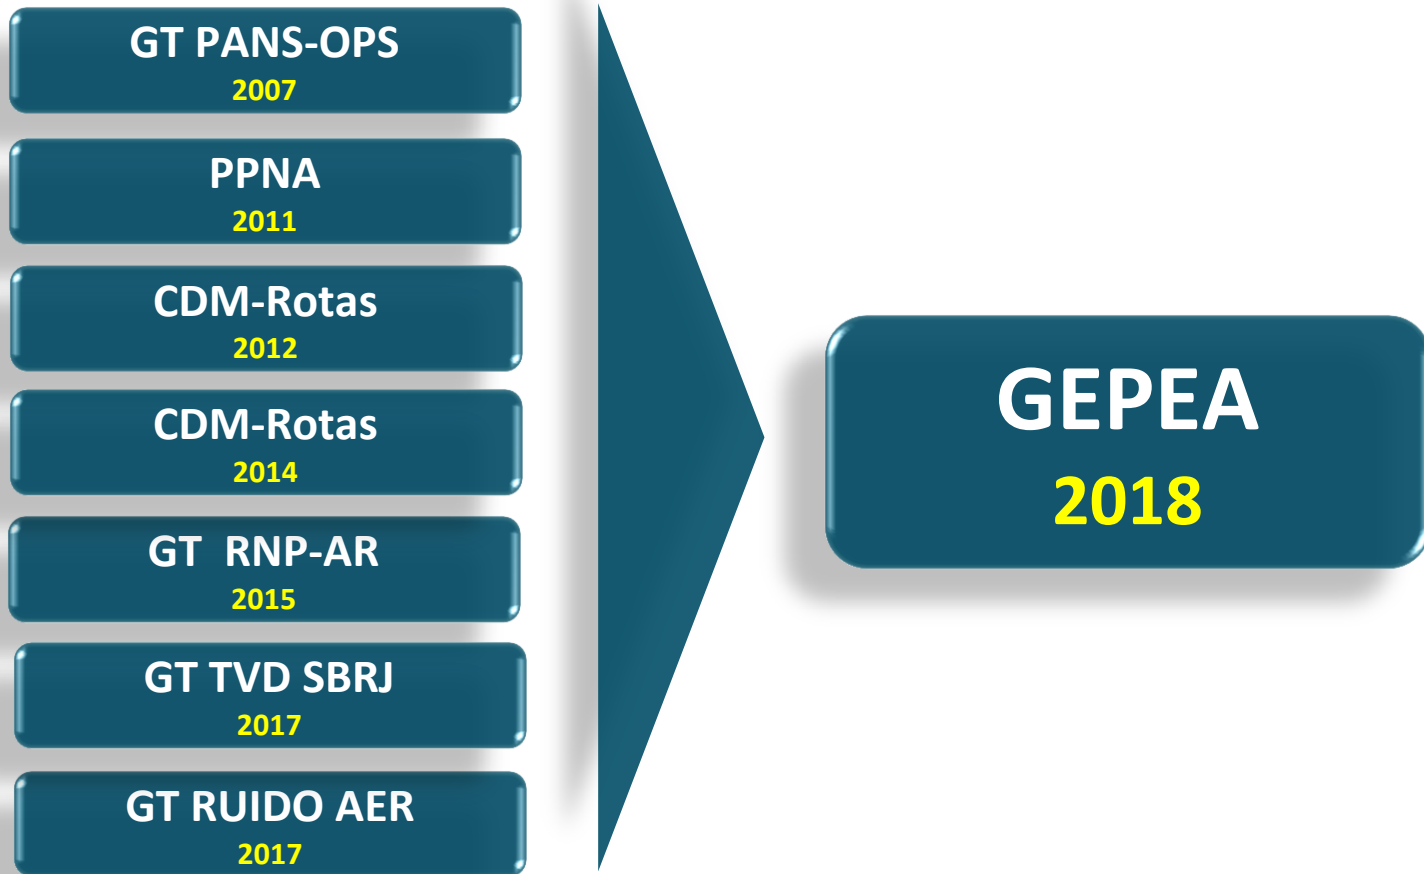 GT PANS-OPS
2007
PPNA
2011
CDM-Rotas
2012
CDM-Rotas
2014
GT RNP-AR
2015
GT TVD SBRJ
2017
GT RUIDO AER
2017
GEPEA
2018